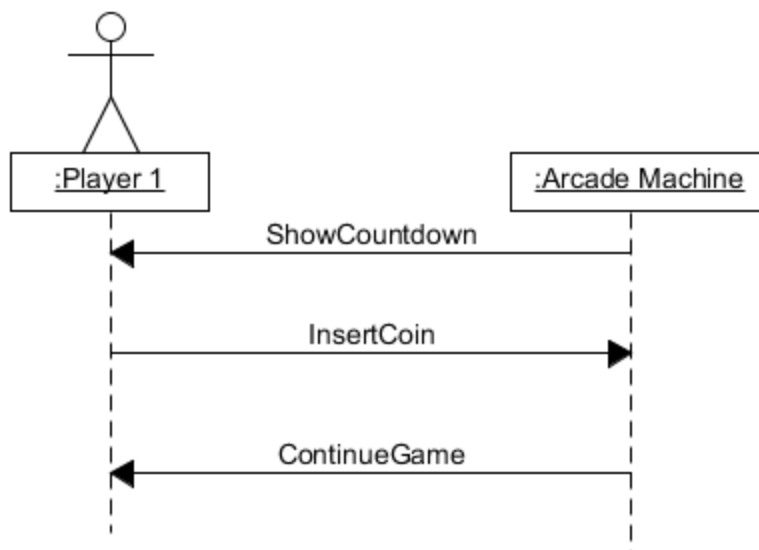 :Player 1
:Arcade Machine
ShowCountdown
InsertCoin
ContinueGame